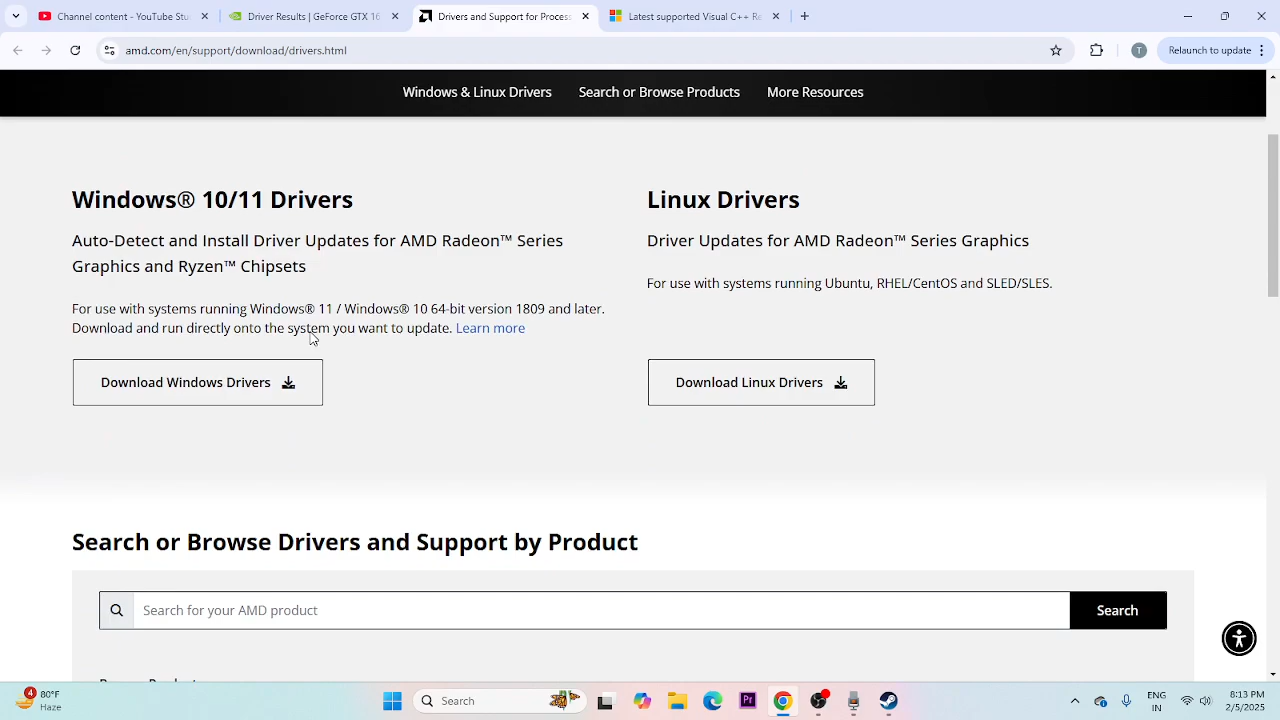 YouTube - Content - YouTube Stu
Driver Results | GeForce GTX 16
Drivers and Support for Process
Latest supported Visual C++ Re
amd.com/en/support/download/drivers.html
T
Relaunch to update
Windows & Linux Drivers
Search or Browse Products
More Resources
Windows® 10/11 Drivers
Auto-Detect and Install Driver Updates for AMD Radeon™ Series
Graphics and Ryzen™ Chipsets
For use with systems running Windows® 11 / Windows® 10 64-bit version 1809 and later.
Download and run directly onto the system you want to update. Learn more
Download Windows Drivers
Linux Drivers
Driver Updates for AMD Radeon™ Series Graphics
For use with systems running Ubuntu, RHEL/CentOS and SLED/SLES.
Download Linux Drivers
Search or Browse Drivers and Support by Product
Search for your AMD product
Search
4
80°F
Haze
Search
Pr
ENG
IN
8:13 PM
2/5/2025